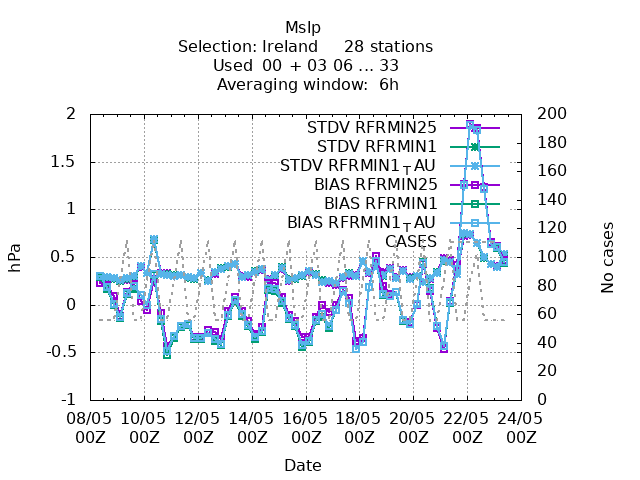 Mslp
Selection: Ireland 28 stations
Used 00 + 03 06 ... 33
Averaging window: 6h
2
1.5
1
0.5
0
-0.5
-1
hPa
200
180
160
140
120
100
80
60
40
20
0
No cases
STDV RFRMIN25
STDV RFRMIN1
STDV RFRMIN1┬AU
BIAS RFRMIN25
BIAS RFRMIN1
BIAS RFRMIN1┬AU
CASES
08/05 10/05 12/05 14/05 16/05 18/05 20/05 22/05 24/05
00Z 00Z 00Z 00Z 00Z 00Z 00Z 00Z 00Z
Date